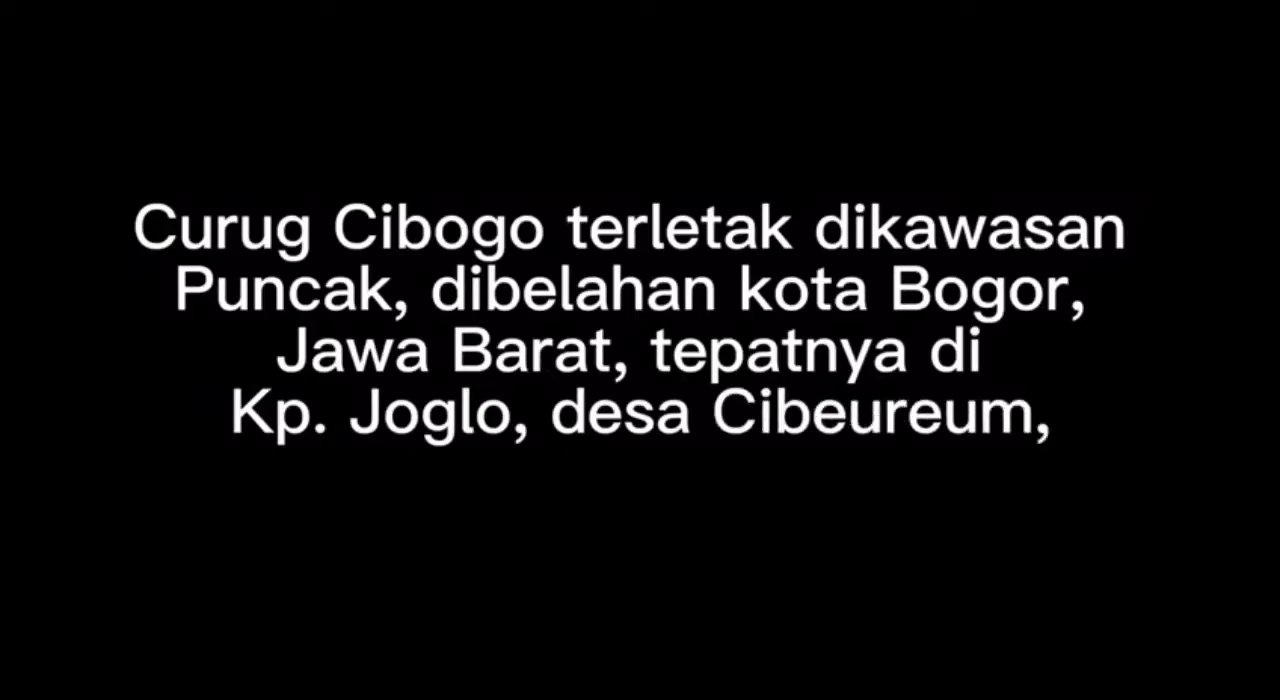 Curug Cibogo terletak dikawasan
Puncak, dibelahan kota Bogor,
Jawa Barat, tepatnya di
Kp. Joglo, desa Cibeureum,